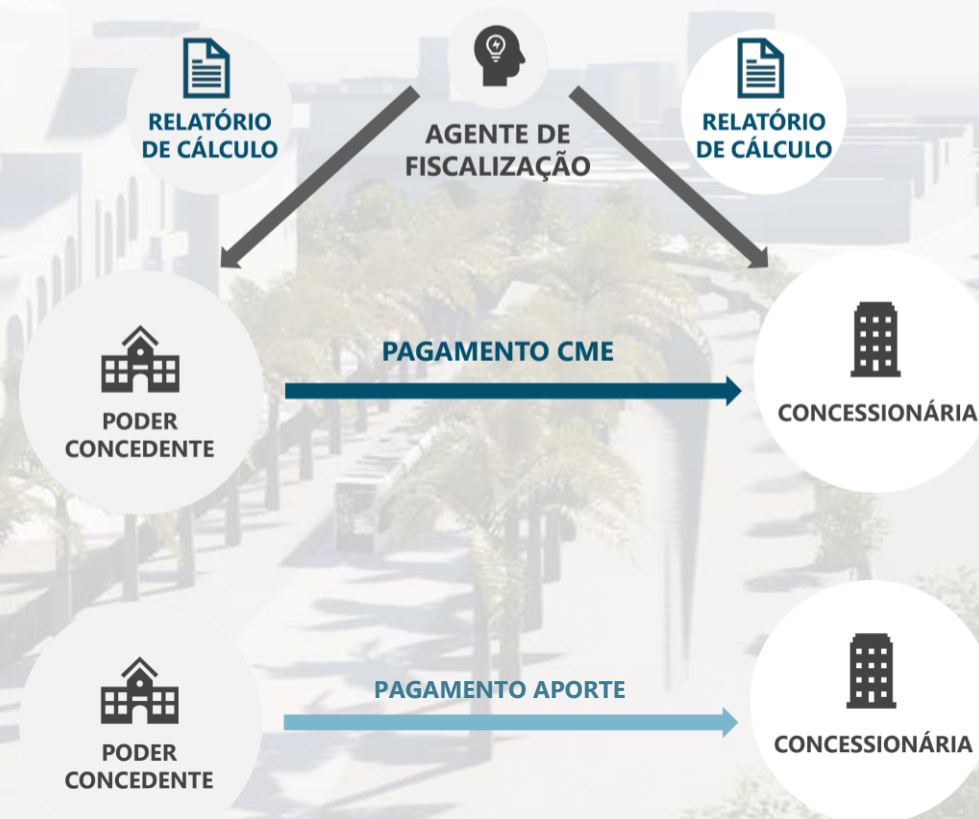 RELATÓRIO
DE CÁLCULO
AGENTE DE
FISCALIZAÇÃO
RELATÓRIO
DE CÁLCULO
PODER
CONCEDENTE
PAGAMENTO CME
CONCESSIONÁRIA
PODER
CONCEDENTE
PAGAMENTO APORTE
CONCESSIONÁRIA